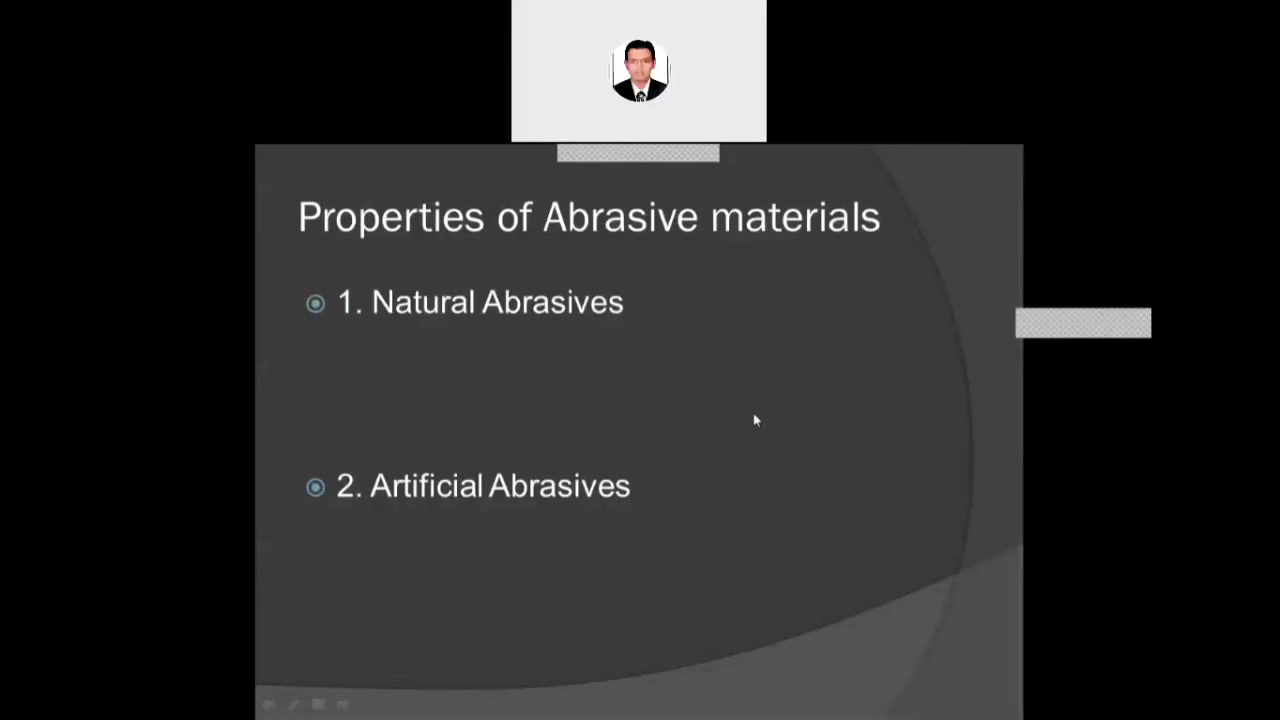 Properties of Abrasive materials
1. Natural Abrasives
2. Artificial Abrasives